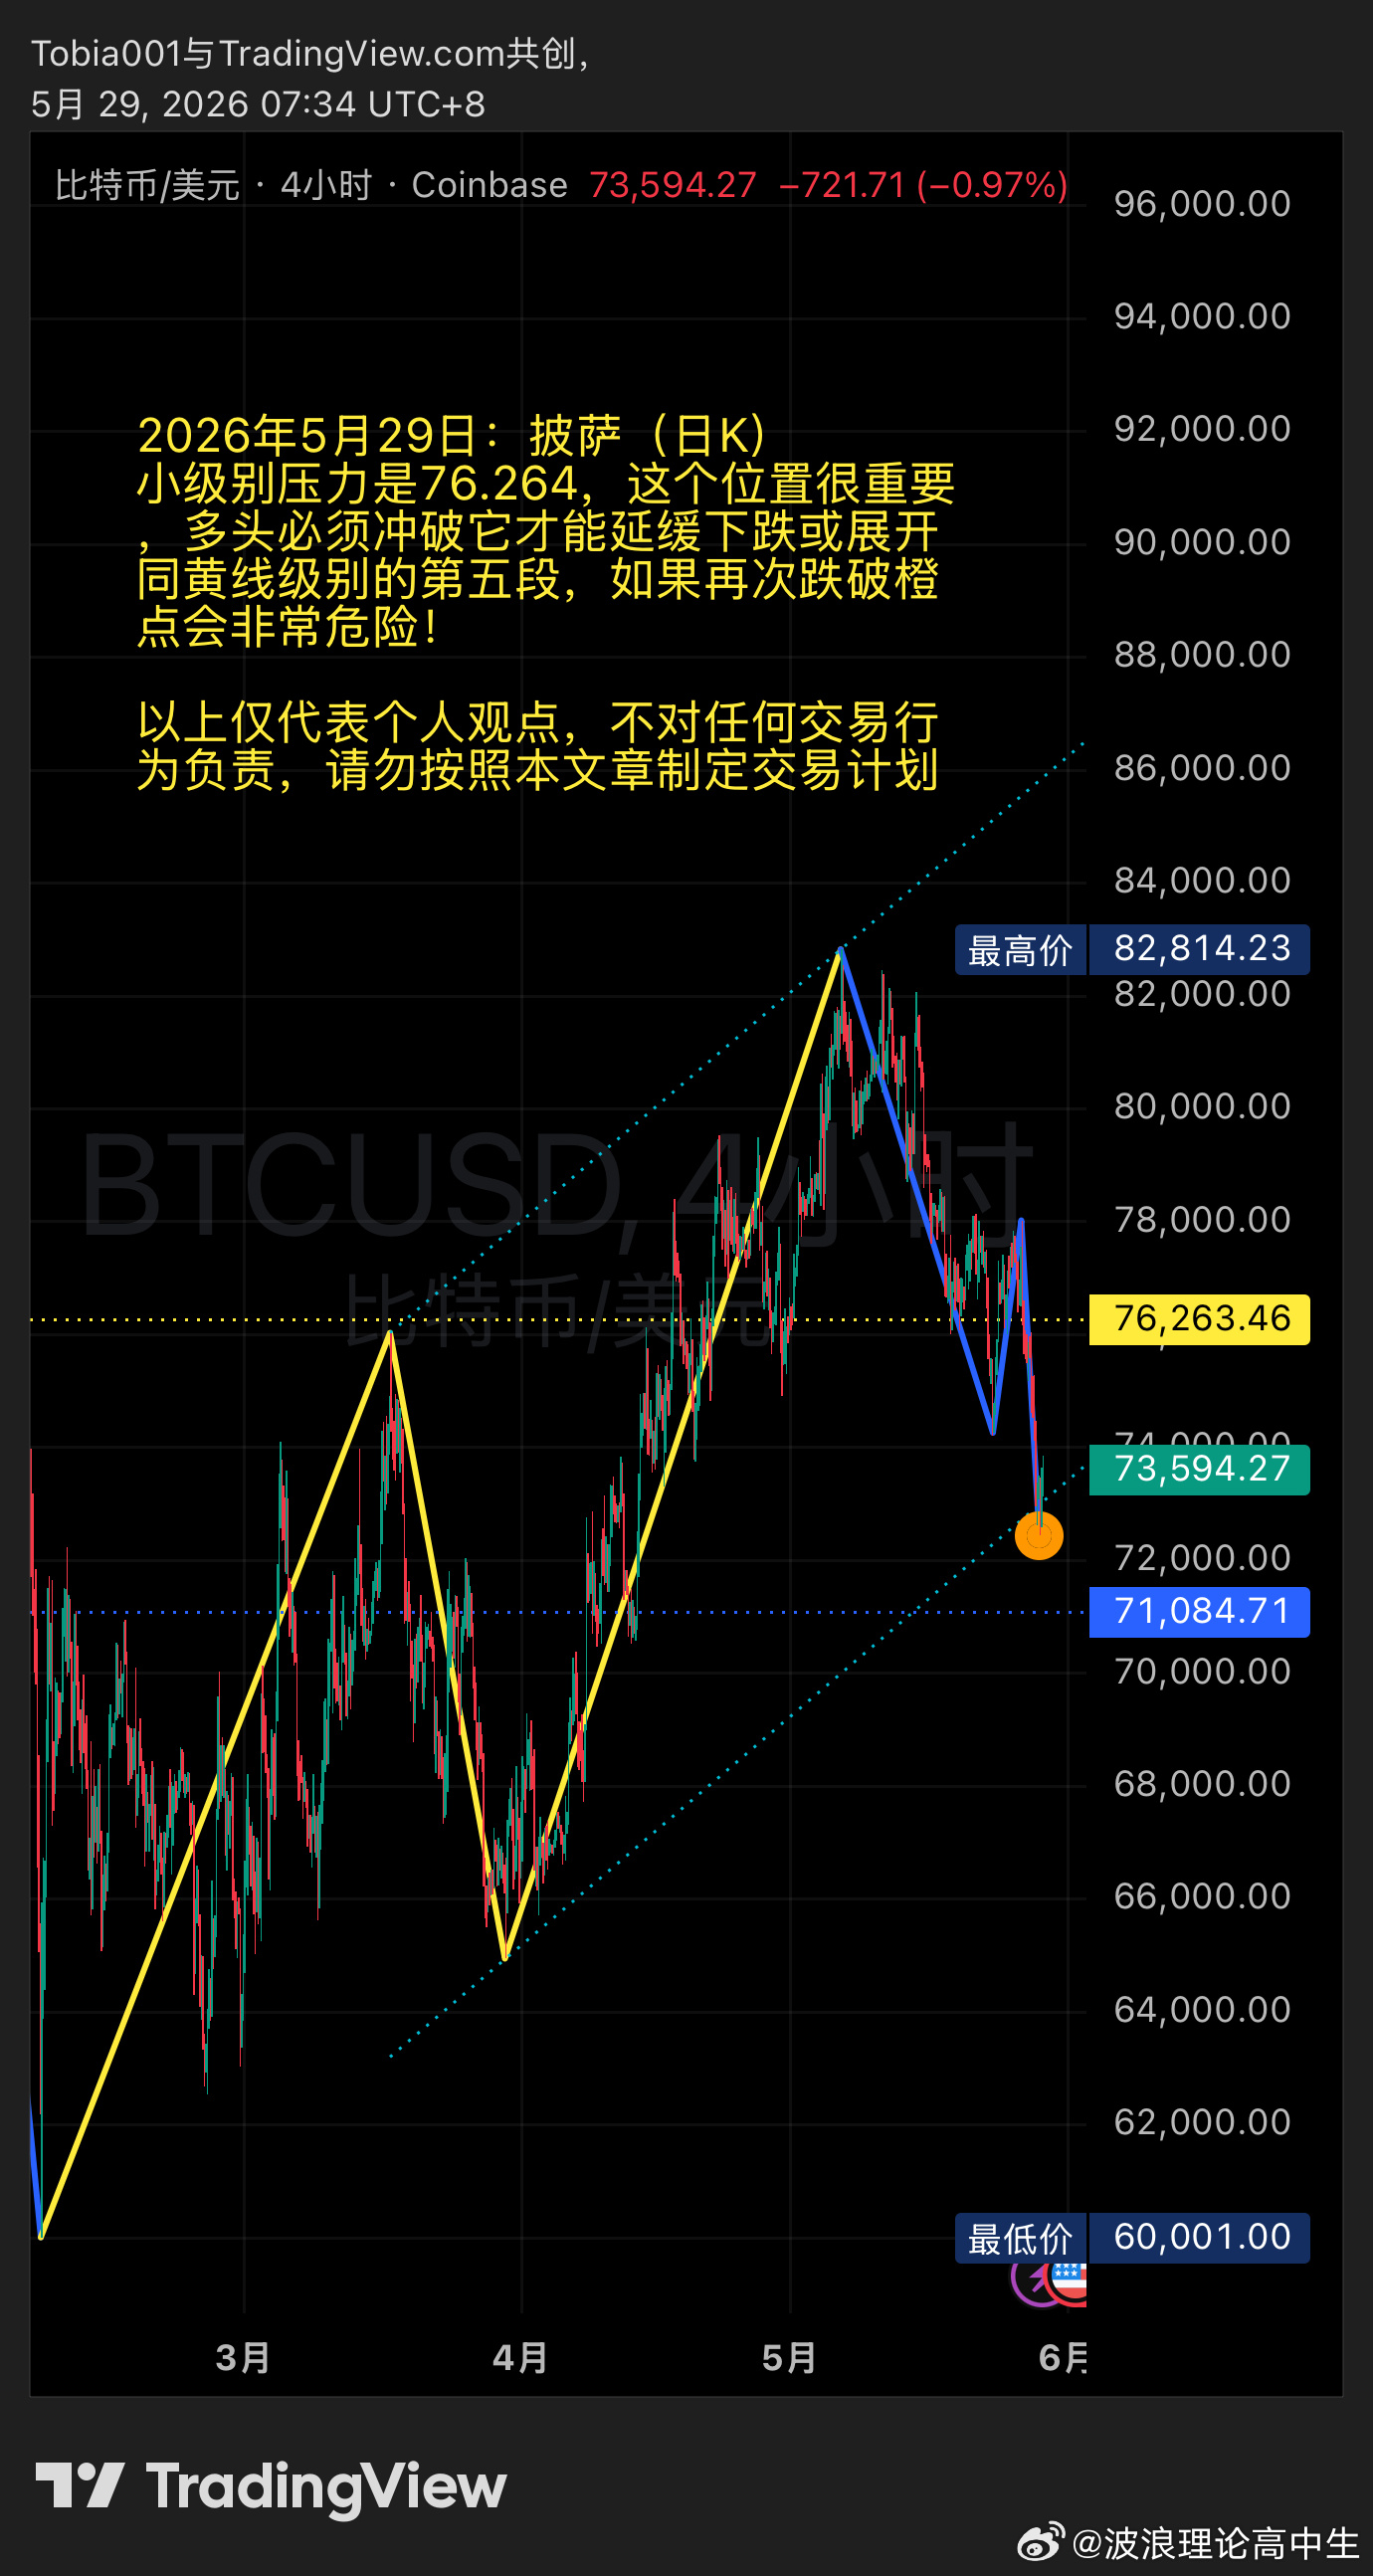 Tobia001与TradingView.com共创，
5月 29, 2026 07:34 UTC+8
比特币/美元 · 4小时 · Coinbase 73,594.27 −721.71 (−0.97%)
96,000.00
94,000.00
92,000.00
2026年5月29日：披萨（日K）
小级别压力是76.264，这个位置很重要
，多头必须冲破它才能延缓下跌或展开
同黄线级别的第五段，如果再次跌破橙
点会非常危险！
90,000.00
88,000.00
以上仅代表个人观点，不对任何交易行
为负责，请勿按照本文章制定交易计划
86,000.00
84,000.00
最高价 82,814.23
82,000.00
80,000.00
BTCUSD, 4小时
比特币/美元
78,000.00
76,263.46
74,000.00
73,594.27
72,000.00
71,084.71
70,000.00
68,000.00
66,000.00
64,000.00
62,000.00
最低价 60,001.00
3月 4月 5月 6月
TradingView
@波浪理论高中生